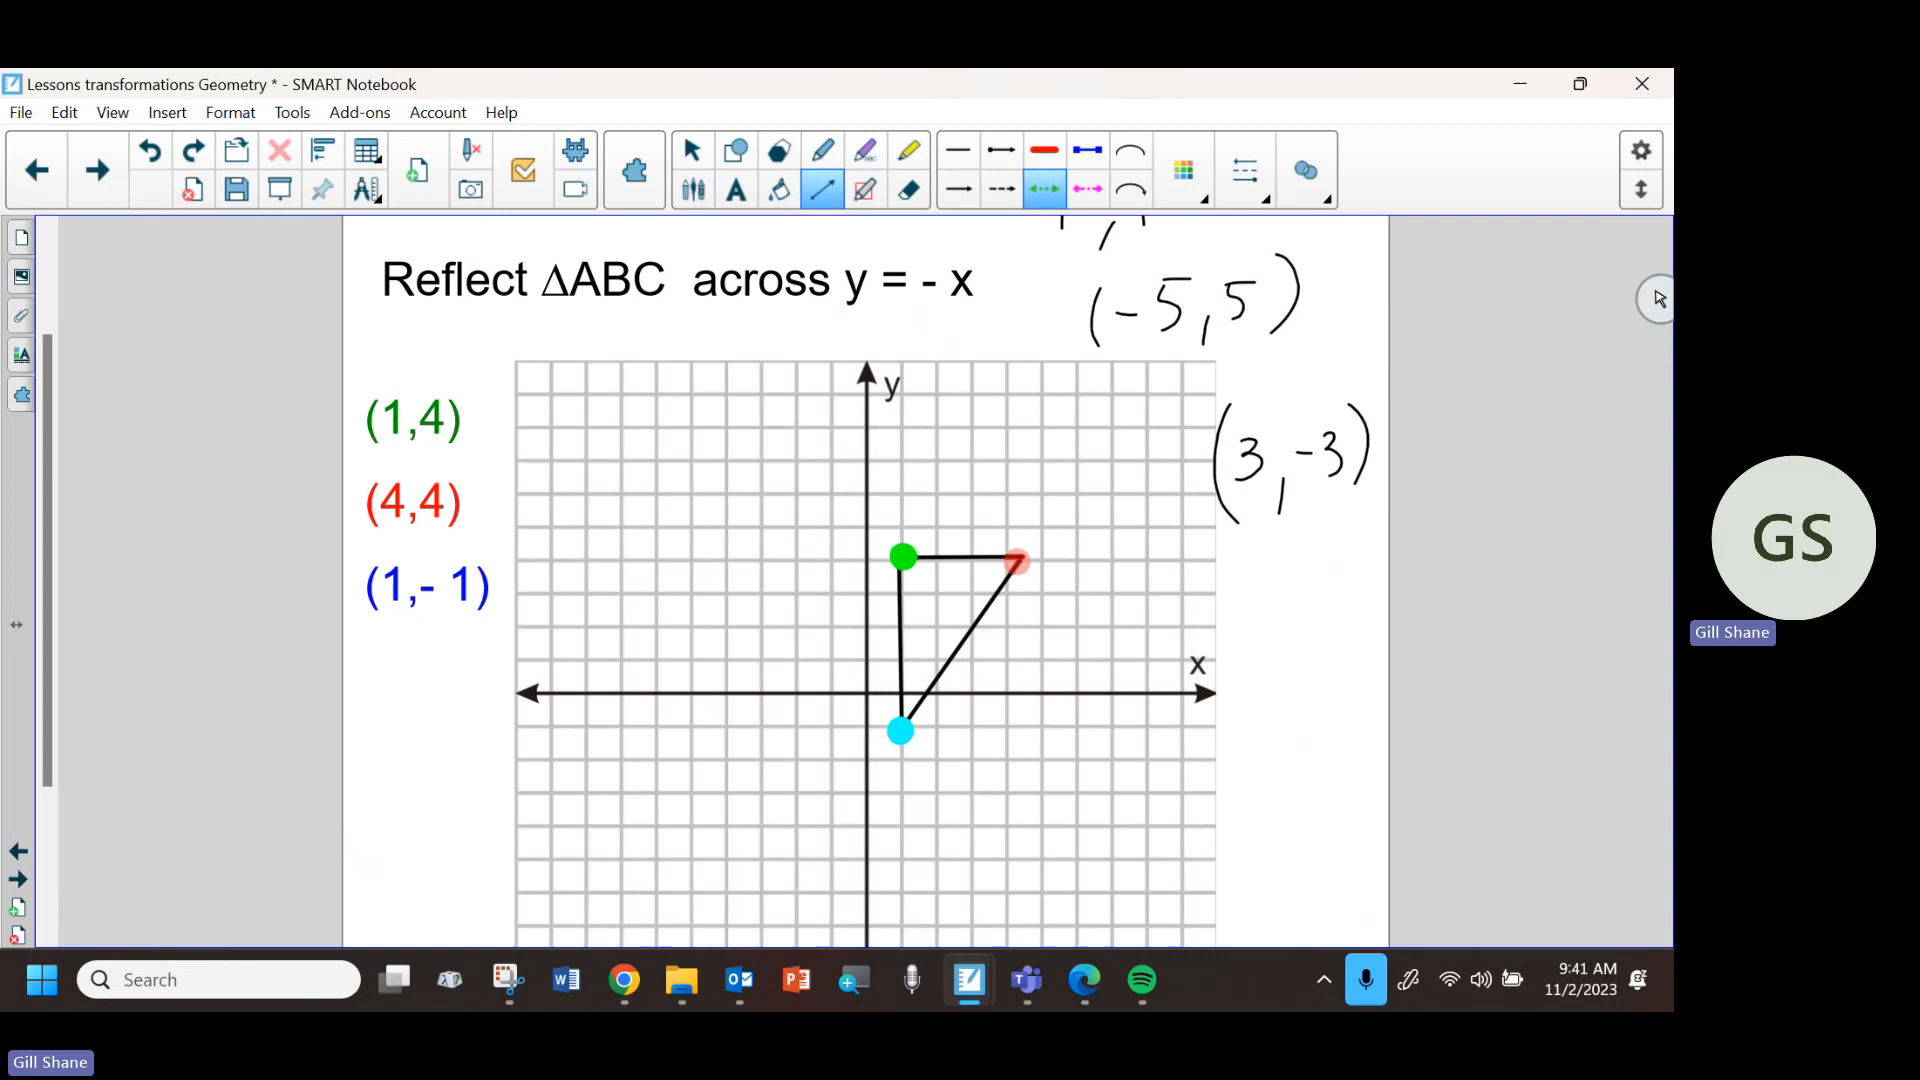 Lessons transformations Geometry * - SMART Notebook
File Edit View Insert Format Tools Add-ons Account Help
Reflect ∆ABC across y = - x
(-5,5)
y
(1,4)
(3,-3)
(4,4)
(1,- 1)
x
GS
Gill Shane
Search
9:41 AM
11/2/2023
Gill Shane